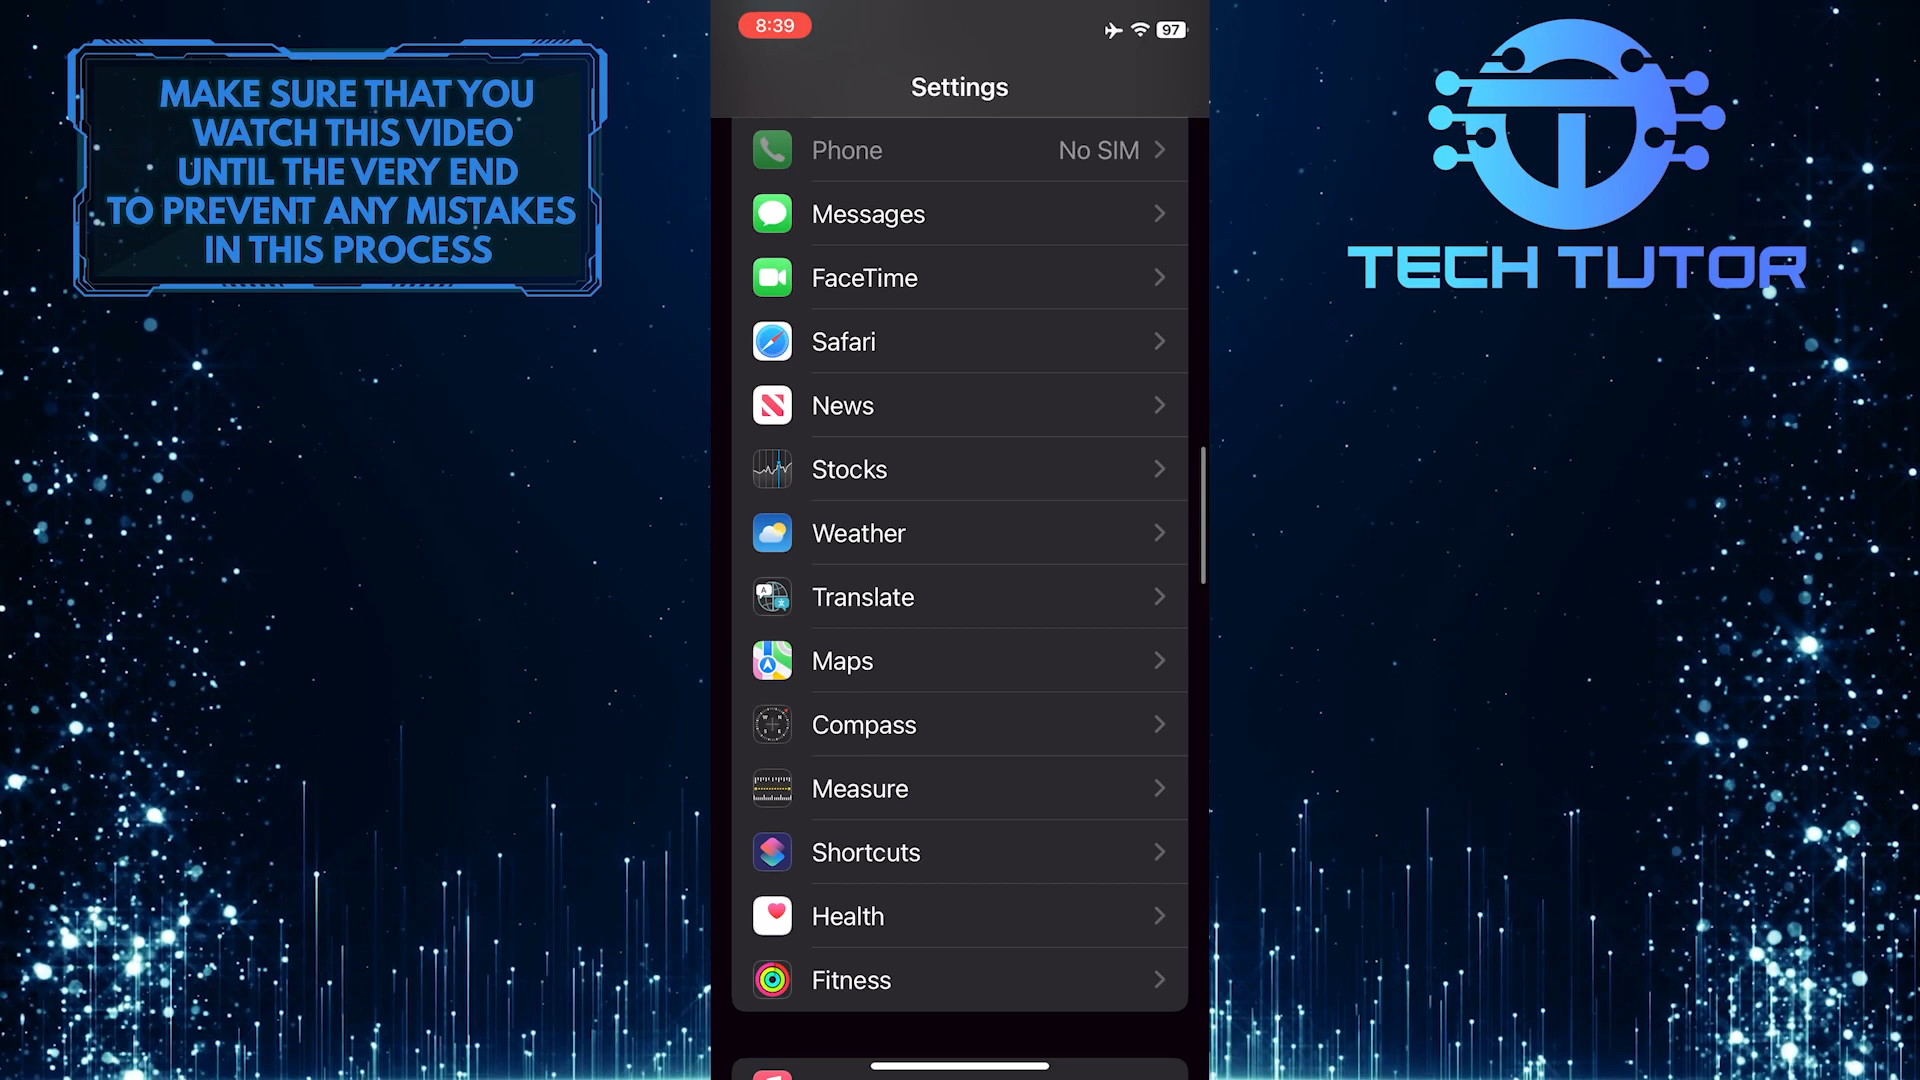 MAKE SURE THAT YOU
WATCH THIS VIDEO
UNTIL THE VERY END
TO PREVENT ANY MISTAKES
IN THIS PROCESS
8:39
97
Settings
Phone No SIM
Messages
FaceTime
Safari
News
Stocks
Weather
Translate
Maps
Compass
Measure
Shortcuts
Health
Fitness
TECH TUTOR